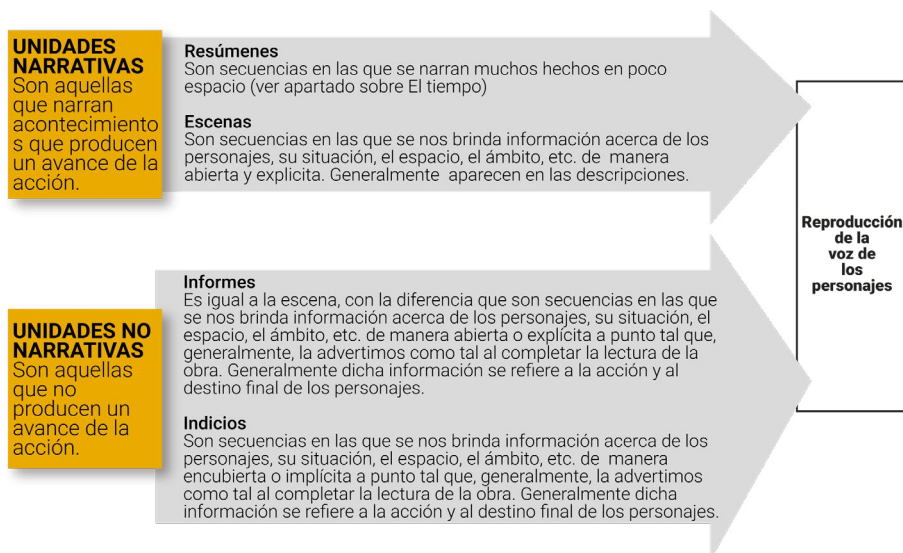 UNIDADES
NARRATIVAS
Son aquellas
que narran
acontecimiento
s que producen
un avance de la
acción.
Resúmenes
Son secuencias en las que se narran muchos hechos en poco
espacio (ver apartado sobre El tiempo)
Escenas
Son secuencias en las que se nos brinda información acerca de los
personajes, su situación, el espacio, el ámbito, etc. de manera
abierta y explicita. Generalmente aparecen en las descripciones.
UNIDADES NO
NARRATIVAS
Son aquellas
que no
producen un
avance de la
acción.
Informes
Es igual a la escena, con la diferencia que son secuencias en las que
se nos brinda información acerca de los personajes, su situación, el
espacio, el ámbito, etc. de manera abierta o explícita a punto tal que,
generalmente, la advertimos como tal al completar la lectura de la
obra. Generalmente dicha información se refiere a la acción y al
destino final de los personajes.
Indicios
Son secuencias en las que se nos brinda información acerca de los
personajes, su situación, el espacio, el ámbito, etc. de manera
encubierta o implícita a punto tal que, generalmente, la advertimos
como tal al completar la lectura de la obra. Generalmente dicha
información se refiere a la acción y al destino final de los personajes.
Reproducción
de la
voz de
los
personajes